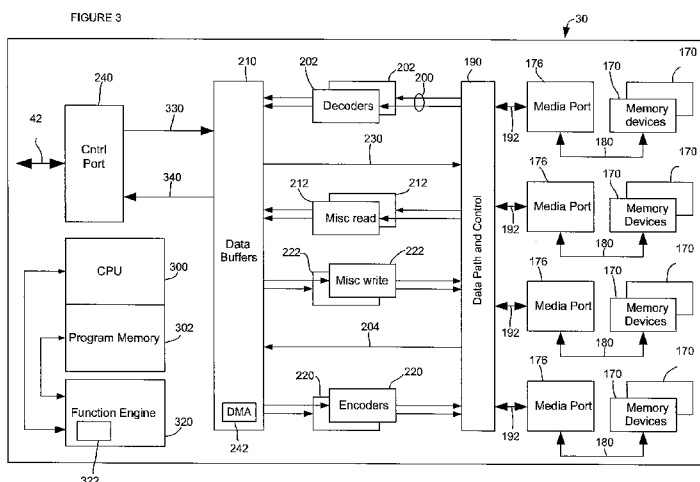 FIGURE 3
30
240
Cntrl
Port
42
330
340
CPU
300
Program Memory
302
Function Engine
320
322
210
Data
Buffers
DMA
242
202
202
Decoders
200
230
212
212
Misc read
222
222
Misc write
204
220
220
Encoders
190
Data Path and Control
176
Media Port
192
180
170
170
Memory
devices
176
Media Port
192
180
170
170
Memory
Devices
176
Media Port
192
180
170
170
Memory
Devices
176
Media Port
192
180
170
170
Memory
Devices